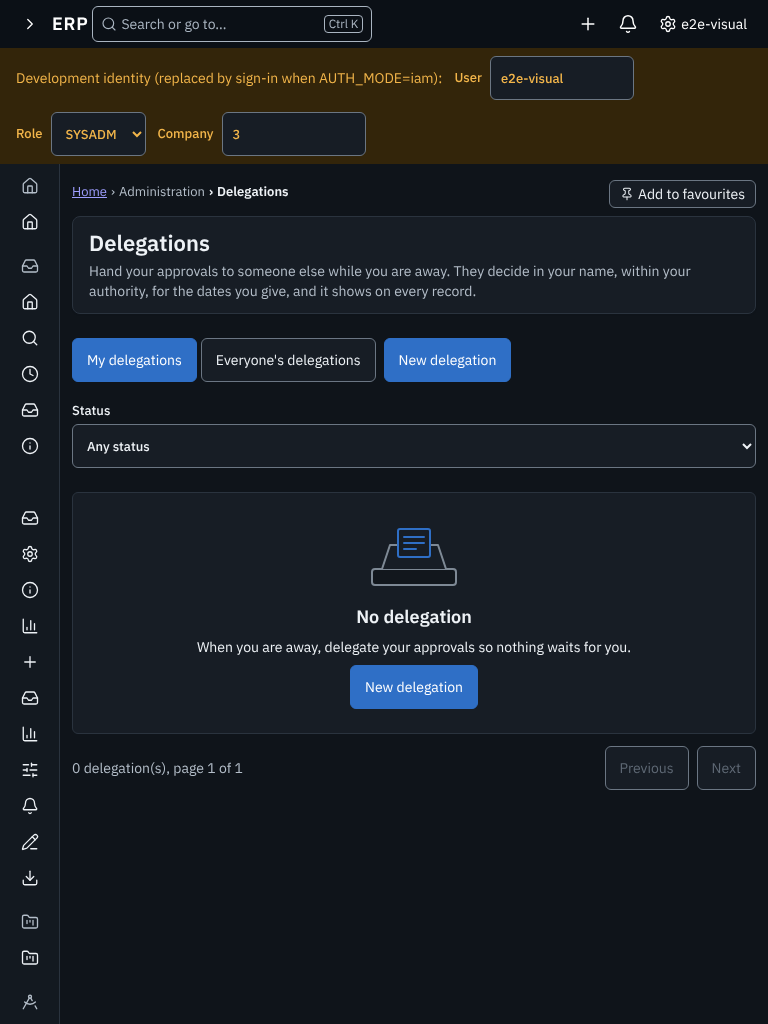 ERP
Search or go to...
Ctrl K
e2e-visual
Development identity (replaced by sign-in when AUTH_MODE=iam):
User
e2e-visual
Role
SYSADM
Company
3
Home › Administration › Delegations
Add to favourites
Delegations
Hand your approvals to someone else while you are away. They decide in your name, within your
authority, for the dates you give, and it shows on every record.
My delegations
Everyone's delegations
New delegation
Status
Any status
No delegation
When you are away, delegate your approvals so nothing waits for you.
New delegation
0 delegation(s), page 1 of 1
Previous
Next